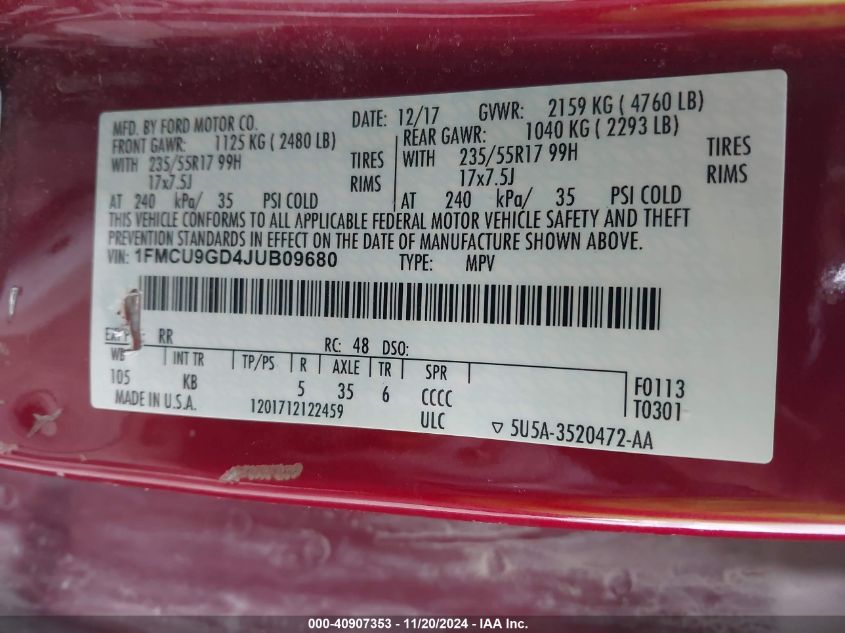 MFD. BY FORD MOTOR CO. DATE: 12/17 GVWR: 2159 KG ( 4760 LB)
FRONT GAWR: 1125 KG ( 2480 LB) REAR GAWR: 1040 KG ( 2293 LB)
WITH 235/55R17 99H TIRES WITH 235/55R17 99H TIRES
17x7.5J RIMS 17x7.5J RIMS
AT 240 kPa/ 35 PSI COLD AT 240 kPa/ 35 PSI COLD
THIS VEHICLE CONFORMS TO ALL APPLICABLE FEDERAL MOTOR VEHICLE SAFETY AND THEFT
PREVENTION STANDARDS IN EFFECT ON THE DATE OF MANUFACTURE SHOWN ABOVE.
VIN: 1FMCU9GD4JUB09680 TYPE: MPV
RR RC: 48 DSO:
WB INT TR TP/PS R AXLE TR SPR F0113
105 KB 5 35 6 CCCC T0301
MADE IN U.S.A. 1201712122459 ULC ▽ 5U5A-3520472-AA
000-40907353 - 11/20/2024 - IAA Inc.